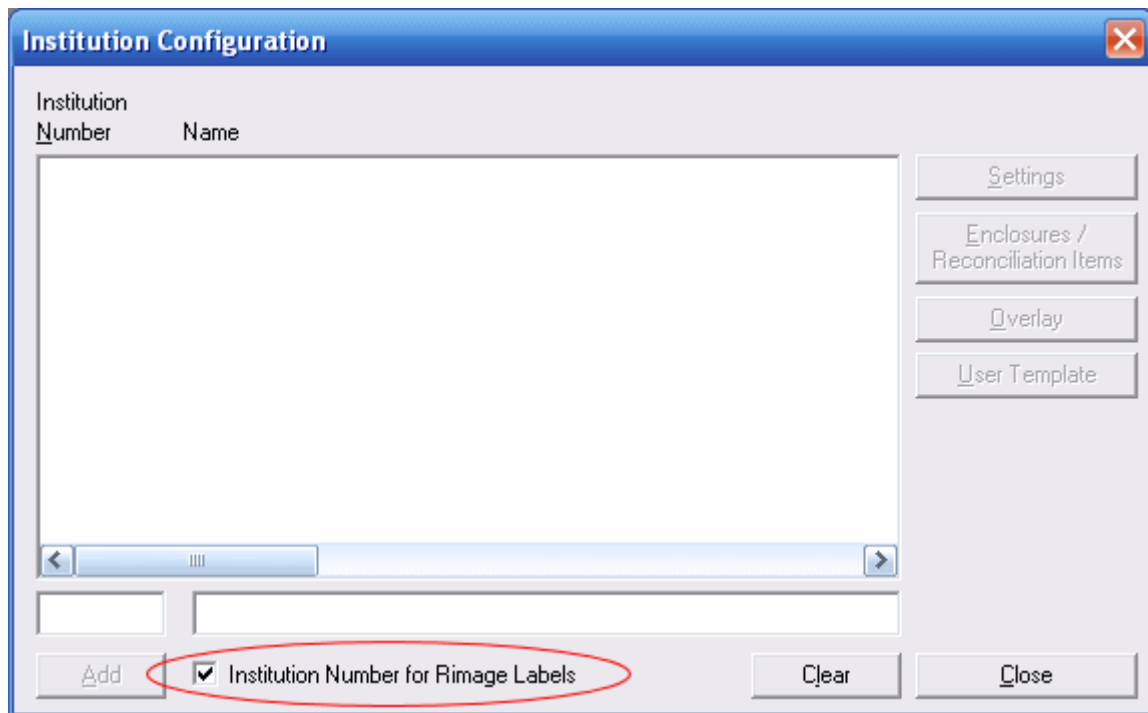 Institution Configuration
Institution
Number Name
Settings
Enclosures /
Reconciliation Items
Overlay
User Template
Add Institution Number for Rimage Labels Clear Close